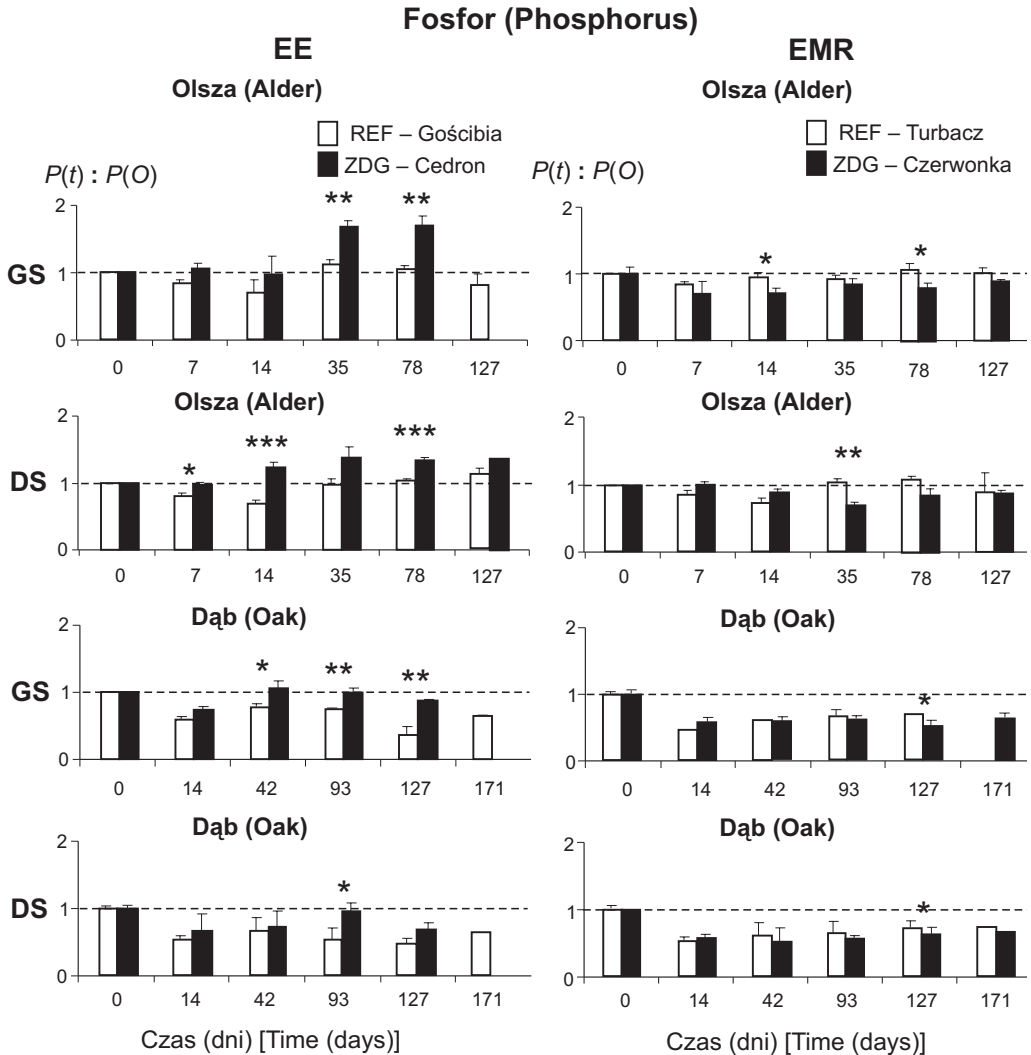 Fosfor (Phosphorus)
EE
EMR
Olsza (Alder)
Olsza (Alder)
REF – Gościbia
ZDG – Cedron
REF – Turbacz
ZDG – Czerwonka
P(t) : P(O)
P(t) : P(O)
GS
2
1
0
** **
0 7 14 35 78 127
2
1
0
* *
0 7 14 35 78 127
Olsza (Alder)
Olsza (Alder)
DS
2
1
0
* *** ***
0 7 14 35 78 127
2
1
0
**
0 7 14 35 78 127
Dąb (Oak)
Dąb (Oak)
GS
2
1
0
* ** **
0 14 42 93 127 171
2
1
0
*
0 14 42 93 127 171
Dąb (Oak)
Dąb (Oak)
DS
2
1
0
*
0 14 42 93 127 171
2
1
0
*
0 14 42 93 127 171
Czas (dni) [Time (days)]
Czas (dni) [Time (days)]